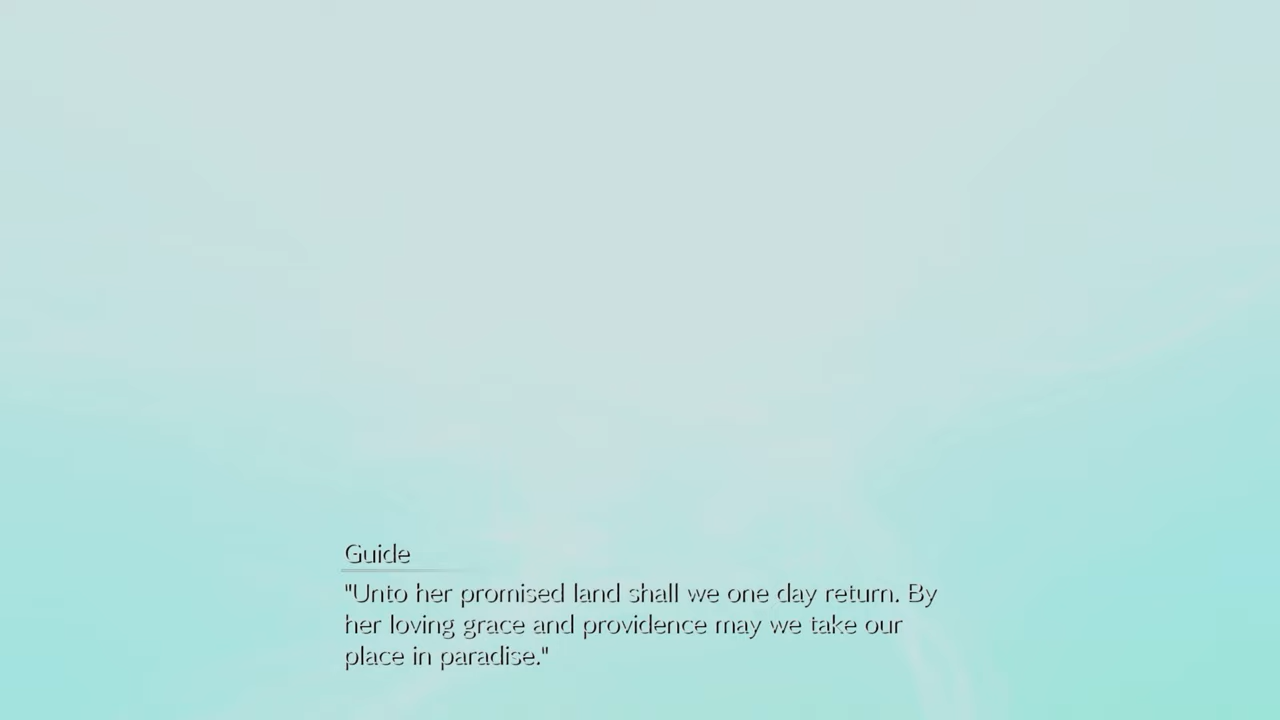 Guide
"Unto her promised land shall we one day return. By
her loving grace and providence may we take our
place in paradise."